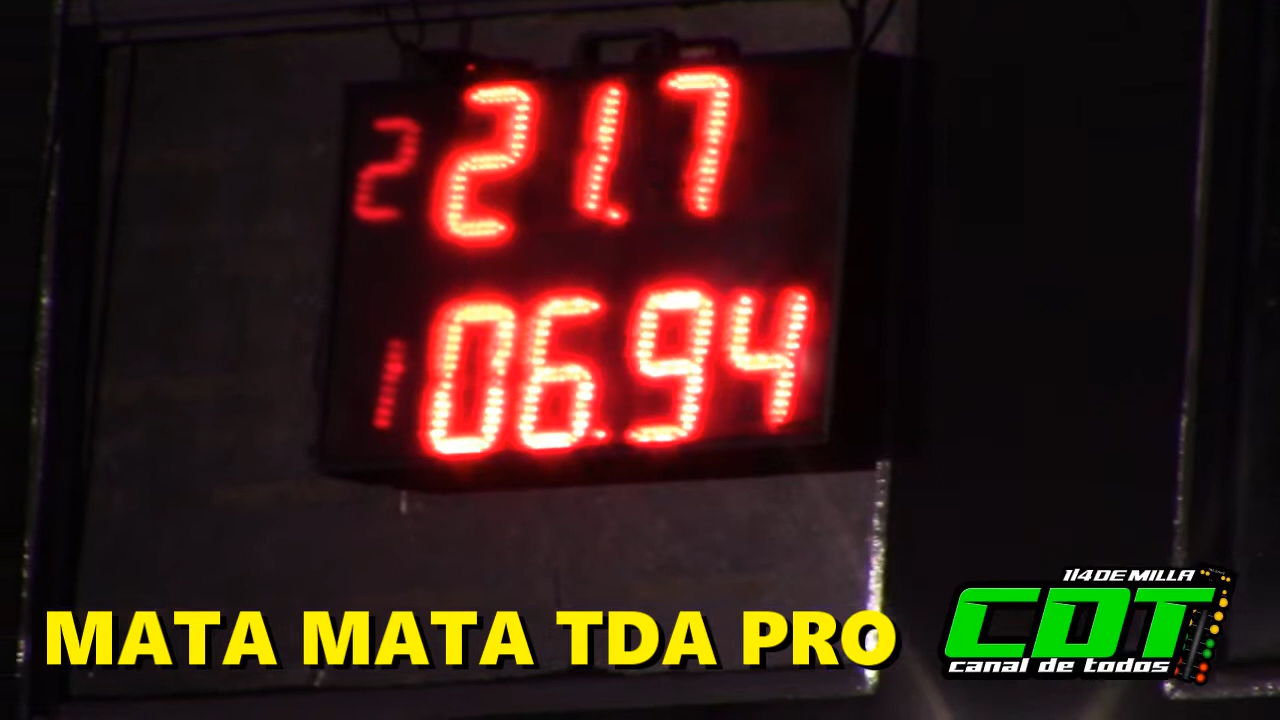 2 21.7
1 06.94
MATA MATA TDA PRO
1/4 DE MILLA
CDT
canal de todos